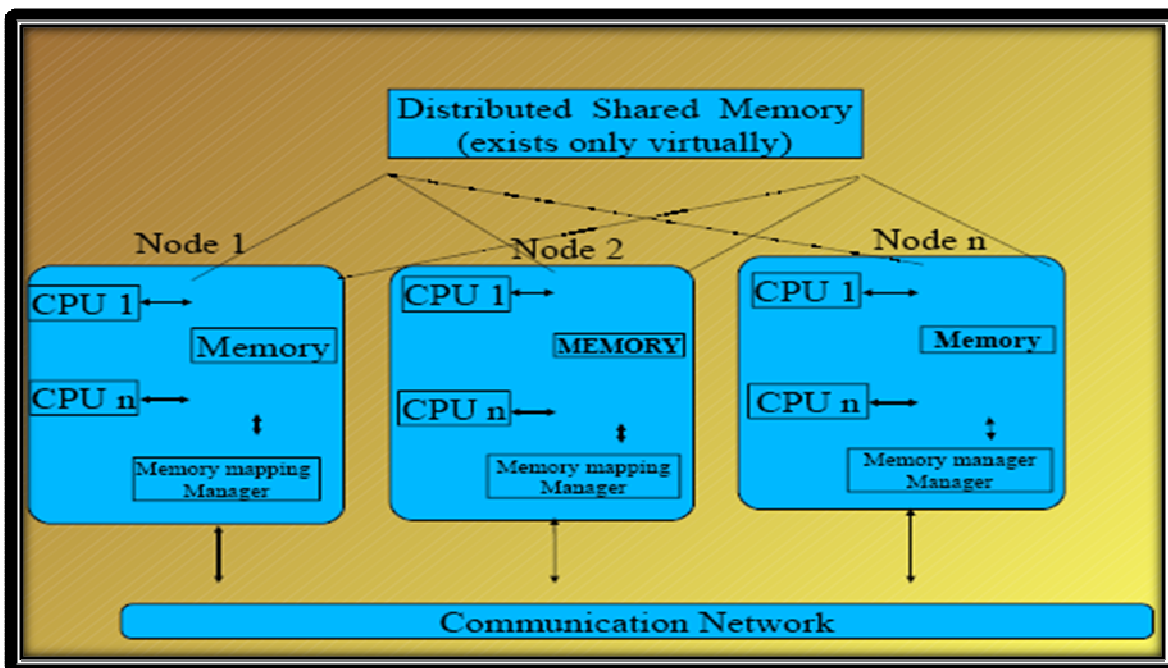 Distributed Shared Memory
(exists only virtually)
Node 1
Node 2
Node n
CPU 1
Memory
CPU n
Memory mapping
Manager
CPU 1
MEMORY
CPU n
Memory mapping
Manager
CPU 1
Memory
CPU n
Memory manager
Manager
Communication Network